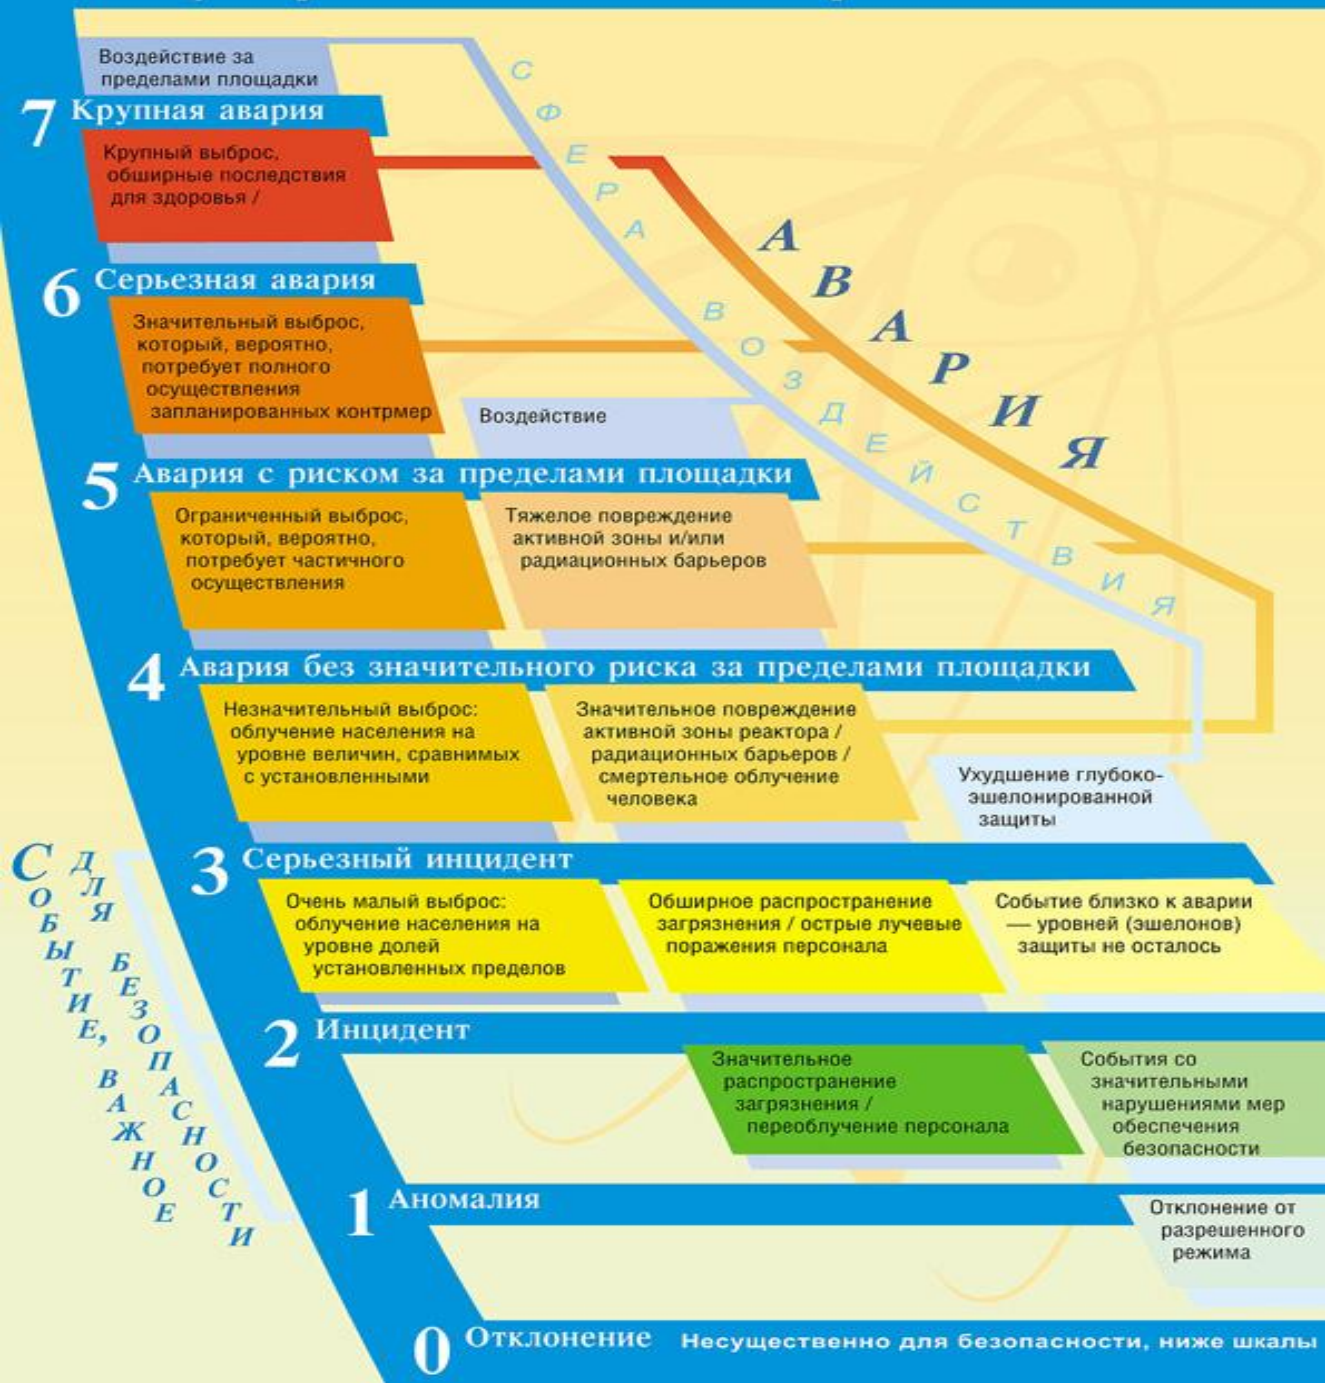 Воздействие за
пределами площадки
7 Крупная авария
Крупный выброс,
обширные последствия
для здоровья /
СФЕРА ВОЗДЕЙСТВИЯ
АВАРИЯ
6 Серьезная авария
Значительный выброс,
который, вероятно,
потребует полного
осуществления
запланированных контрмер
Воздействие
5 Авария с риском за пределами площадки
Ограниченный выброс,
который, вероятно,
потребует частичного
осуществления
Тяжелое повреждение
активной зоны и/или
радиационных барьеров
4 Авария без значительного риска за пределами площадки
Незначительный выброс:
облучение населения на
уровне величин, сравнимых
с установленными
Значительное повреждение
активной зоны реактора /
радиационных барьеров /
смертельное облучение
человека
Ухудшение глубоко-
эшелонированной
защиты
3 Серьезный инцидент
Очень малый выброс:
облучение населения на
уровне долей
установленных пределов
Обширное распространение
загрязнения / острые лучевые
поражения персонала
Событие близко к аварии
— уровней (эшелонов)
защиты не осталось
СОБЫТИЕ, ВАЖНОЕ
ДЛЯ БЕЗОПАСНОСТИ
2 Инцидент
Значительное
распространение
загрязнения /
переоблучение персонала
События со
значительными
нарушениями мер
обеспечения
безопасности
1 Аномалия
Отклонение от
разрешенного
режима
0 Отклонение Несущественно для безопасности, ниже шкалы